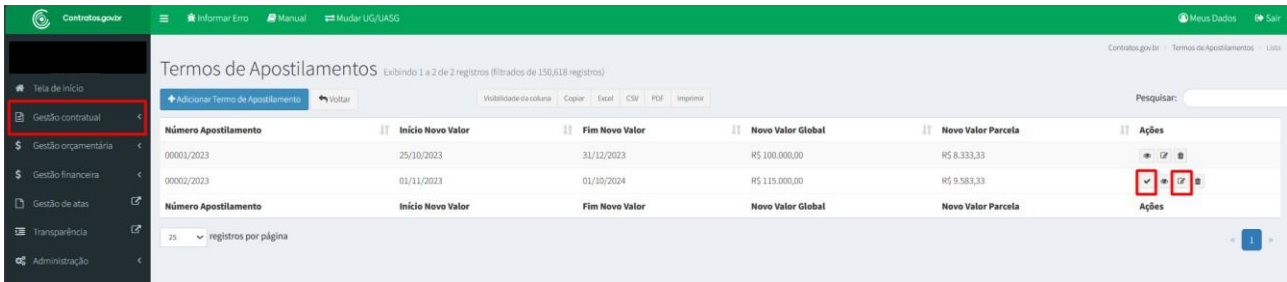 Contratos.gov.br Informar Erro Manual Mudar UG/UASG Meus Dados Sair
Contratos.gov.br > Termos de Apostilamentos > Lista
Termos de Apostilamentos Exibindo 1 a 2 de 2 registros (filtrados de 150,618 registros)
Tela de início
+ Adicionar Termo de Apostilamento Voltar Visibilidade da coluna Copiar Excel CSV PDF Imprimir Pesquisar:
Gestão contratual
Número Apostilamento Início Novo Valor Fim Novo Valor Novo Valor Global Novo Valor Parcela Ações
Gestão orçamentária
00001/2023 25/10/2023 31/12/2023 R$ 100.000,00 R$ 8.333,33
Gestão financeira
00002/2023 01/11/2023 01/10/2024 R$ 115.000,00 R$ 9.583,33
Gestão de atas
Número Apostilamento Início Novo Valor Fim Novo Valor Novo Valor Global Novo Valor Parcela Ações
Transparência
25 registros por página < 1 >
Administração